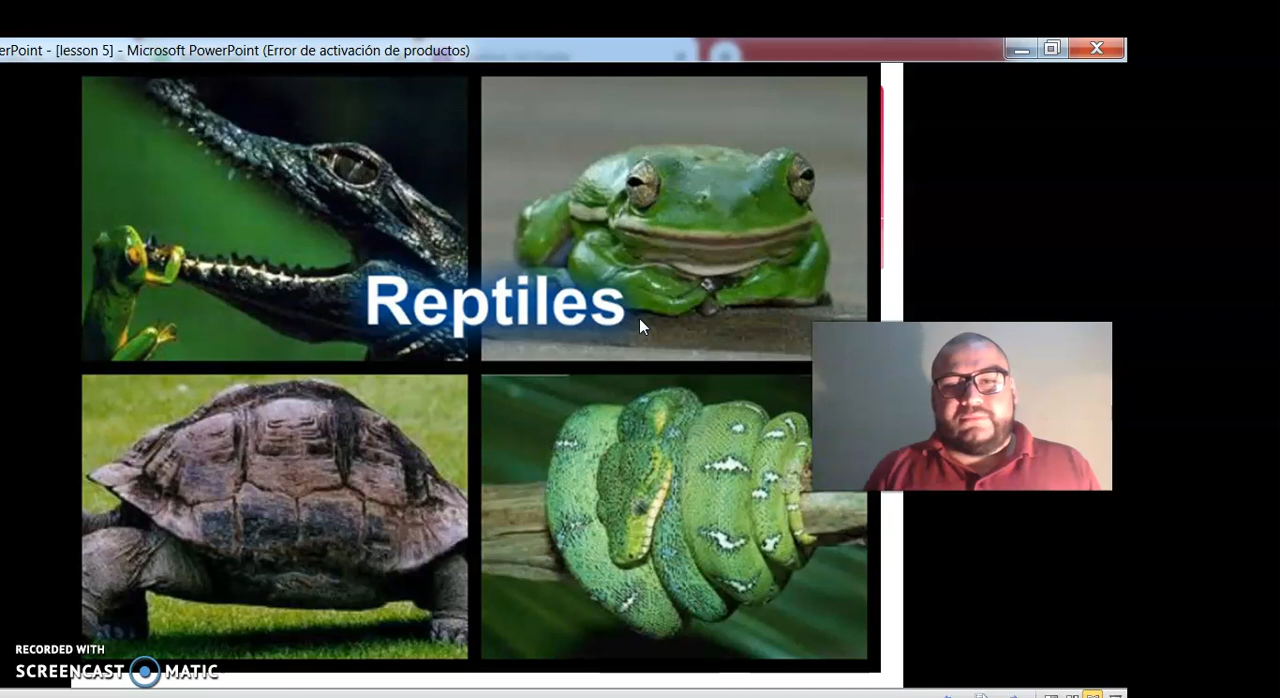 erPoint - [lesson 5] - Microsoft PowerPoint (Error de activación de productos)
Reptiles
RECORDED WITH
SCREENCAST MATIC